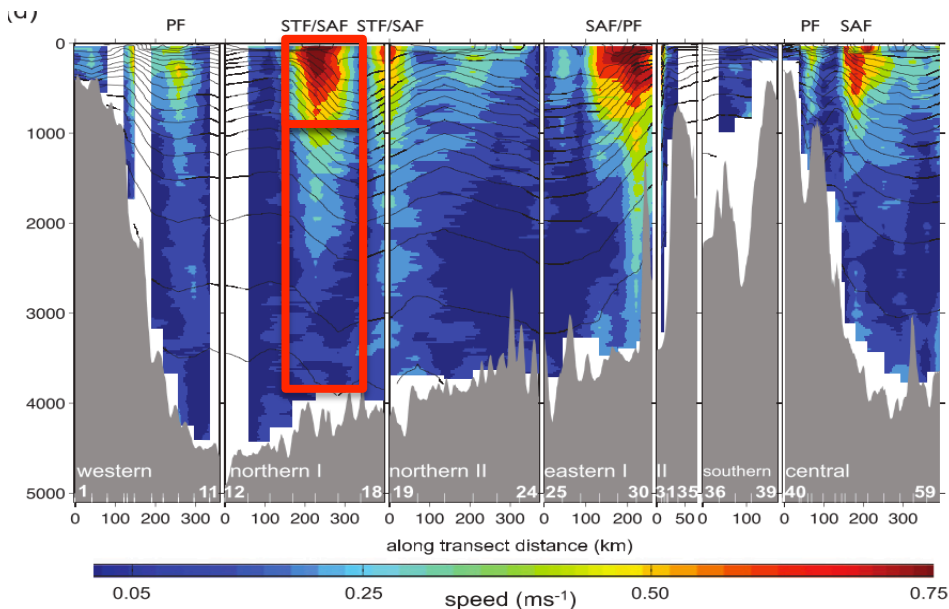 (d)
PF STF/SAF STF/SAF SAF/PF PF SAF
0
1000
2000
3000
4000
5000
western northern I northern II eastern I II southern central
1 11 12 18 19 24 25 30 31 35 36 39 40 59
0 100 200 300 0 100 200 300 0 100 200 300 0 100 200 0 50 0 100 0 100 200 300
along transect distance (km)
0.05 0.25 0.50 0.75
speed (ms-1)